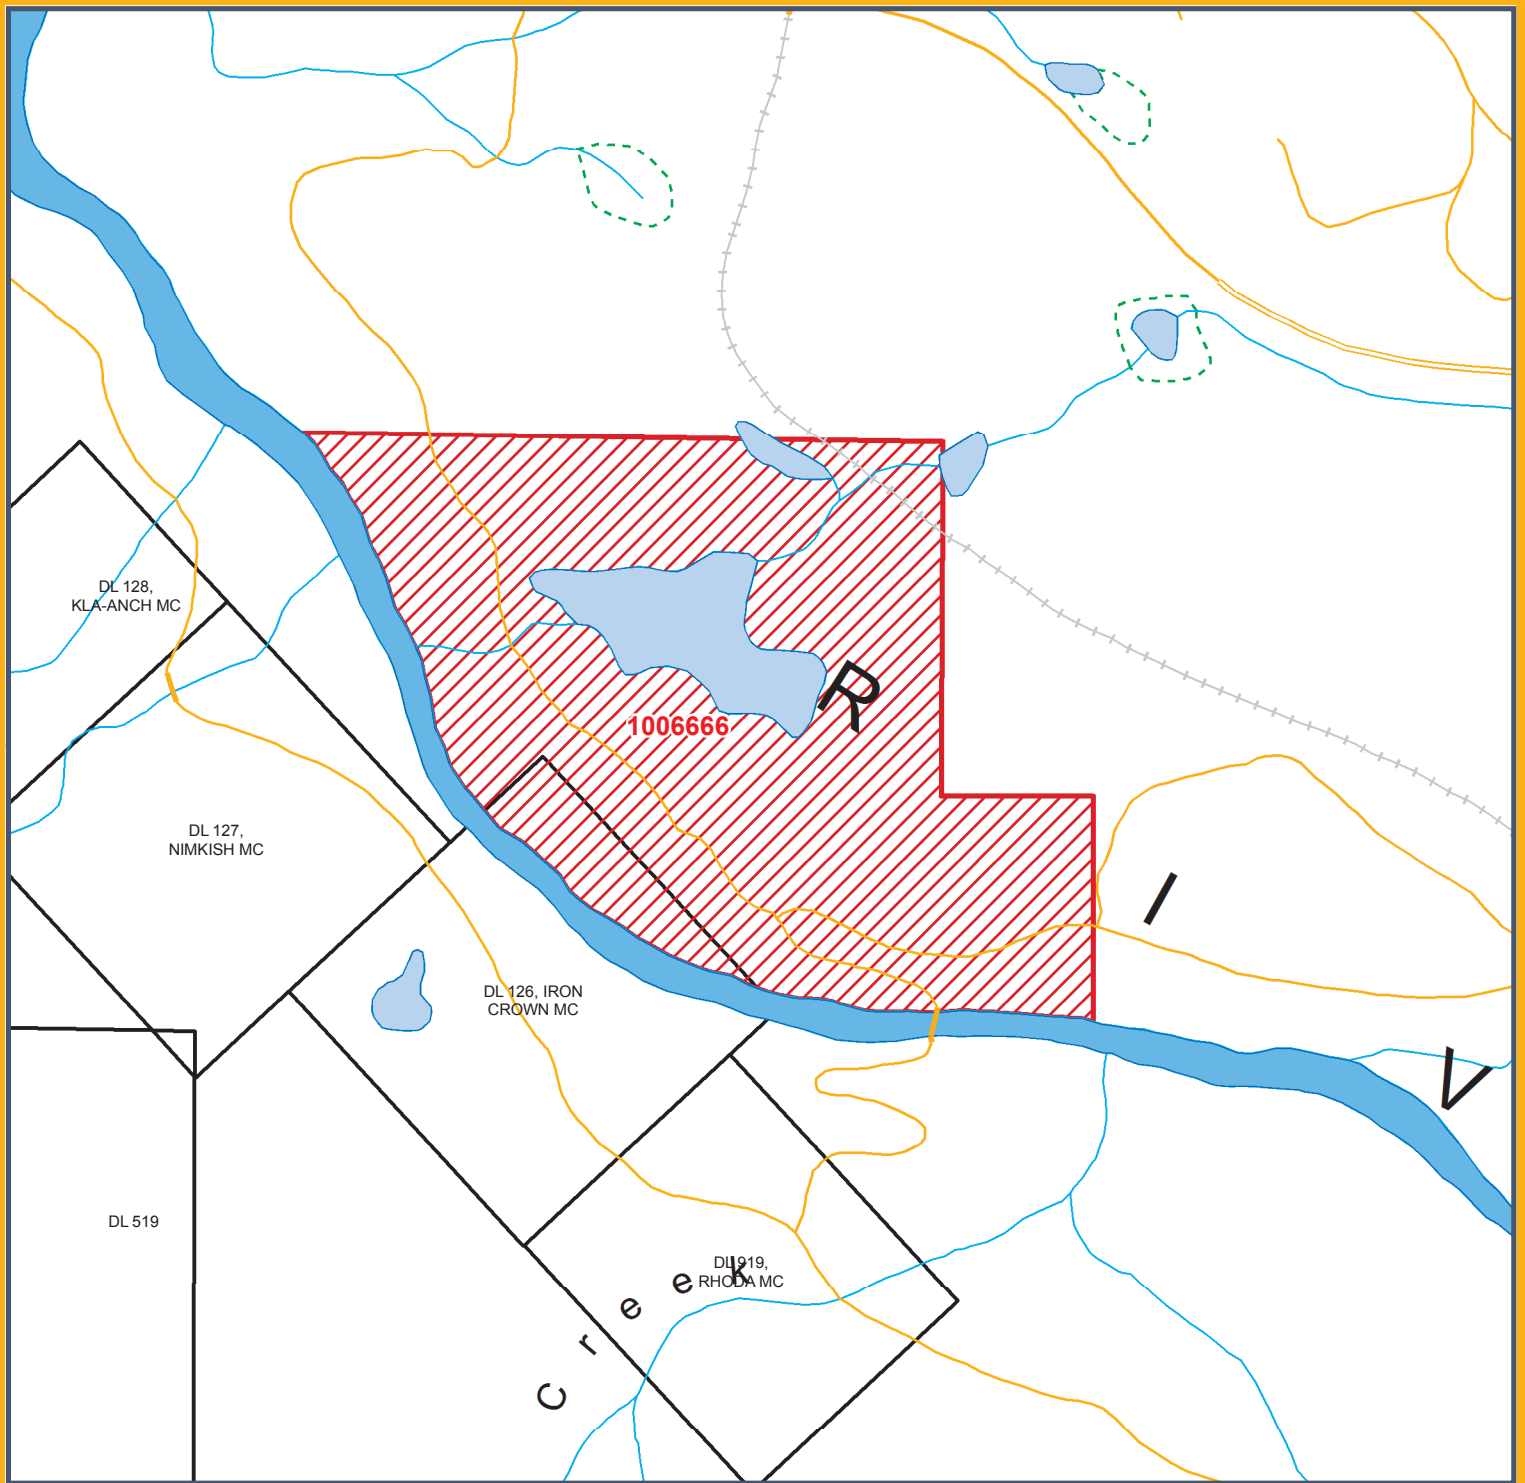 DL 128,
KLA-ANCH MC
R
1006666
DL 127,
NIMKISH MC
I
DL 126, IRON
CROWN MC
V
DL 519
DL 919,
RHODA MC
Creek